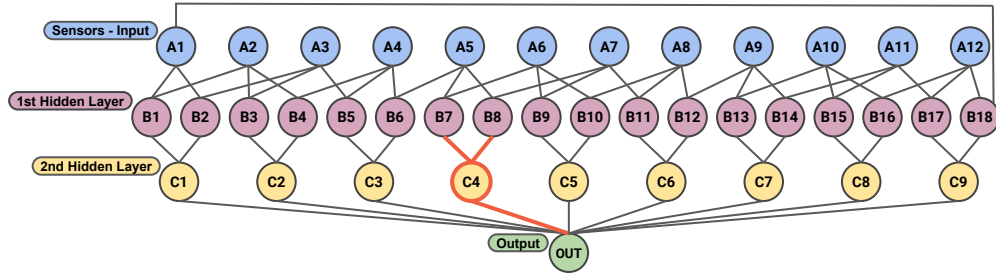 Sensors - Input
A1 A2 A3 A4 A5 A6 A7 A8 A9 A10 A11 A12
1st Hidden Layer
B1 B2 B3 B4 B5 B6 B7 B8 B9 B10 B11 B12 B13 B14 B15 B16 B17 B18
2nd Hidden Layer
C1 C2 C3 C4 C5 C6 C7 C8 C9
Output
OUT